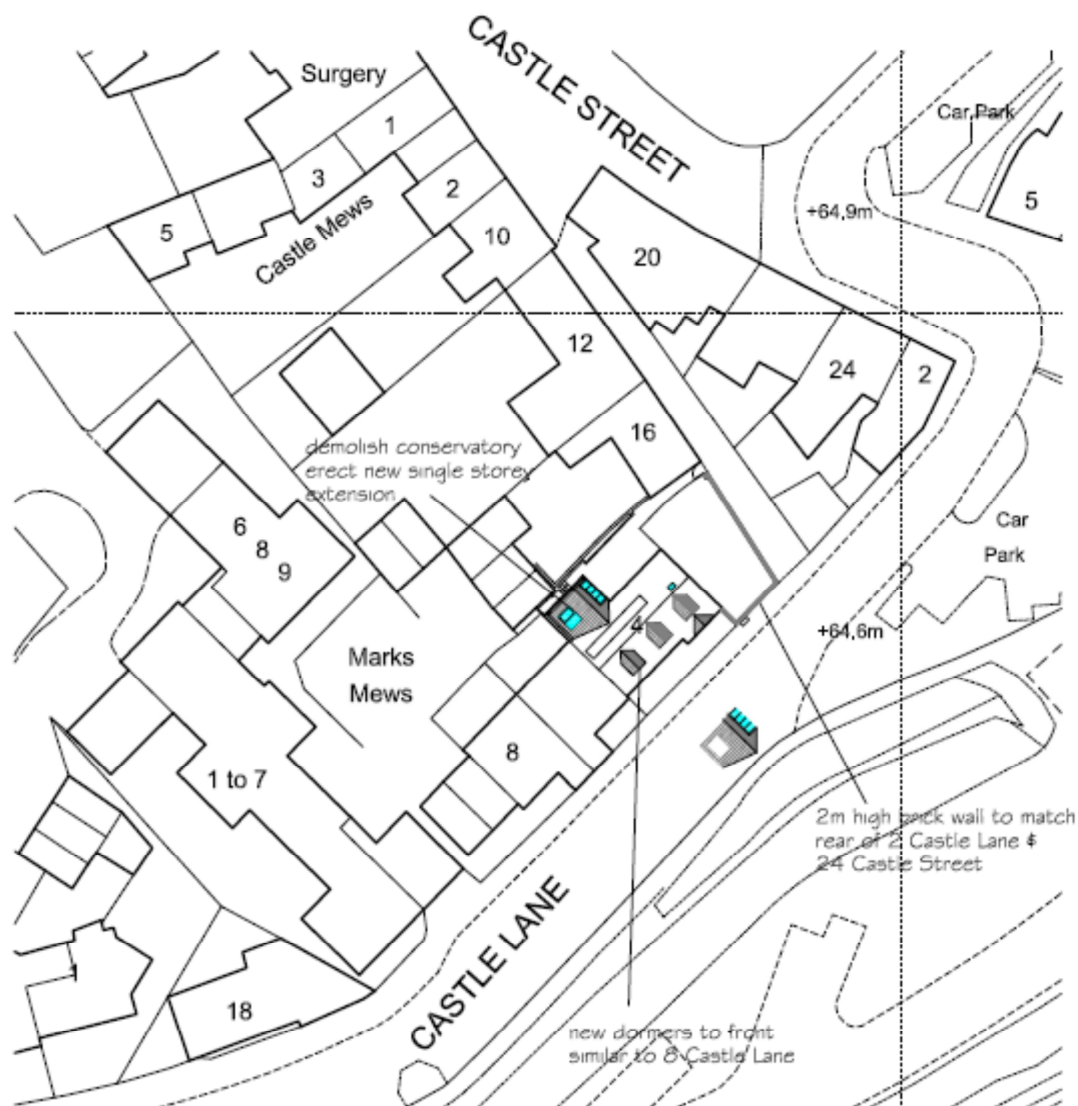 CASTLE STREET
Surgery
Car Park
1
3
2
5
+64.9m
5
Castle Mews
10
20
12
24
2
demolish conservatory
erect new single storey
extension
16
6
8
9
Car
Park
4
+64.6m
Marks
Mews
8
1 to 7
2m high brick wall to match
rear of 2 Castle Lane &
24 Castle Street
CASTLE LANE
18
new dormers to front
similar to 8 Castle Lane